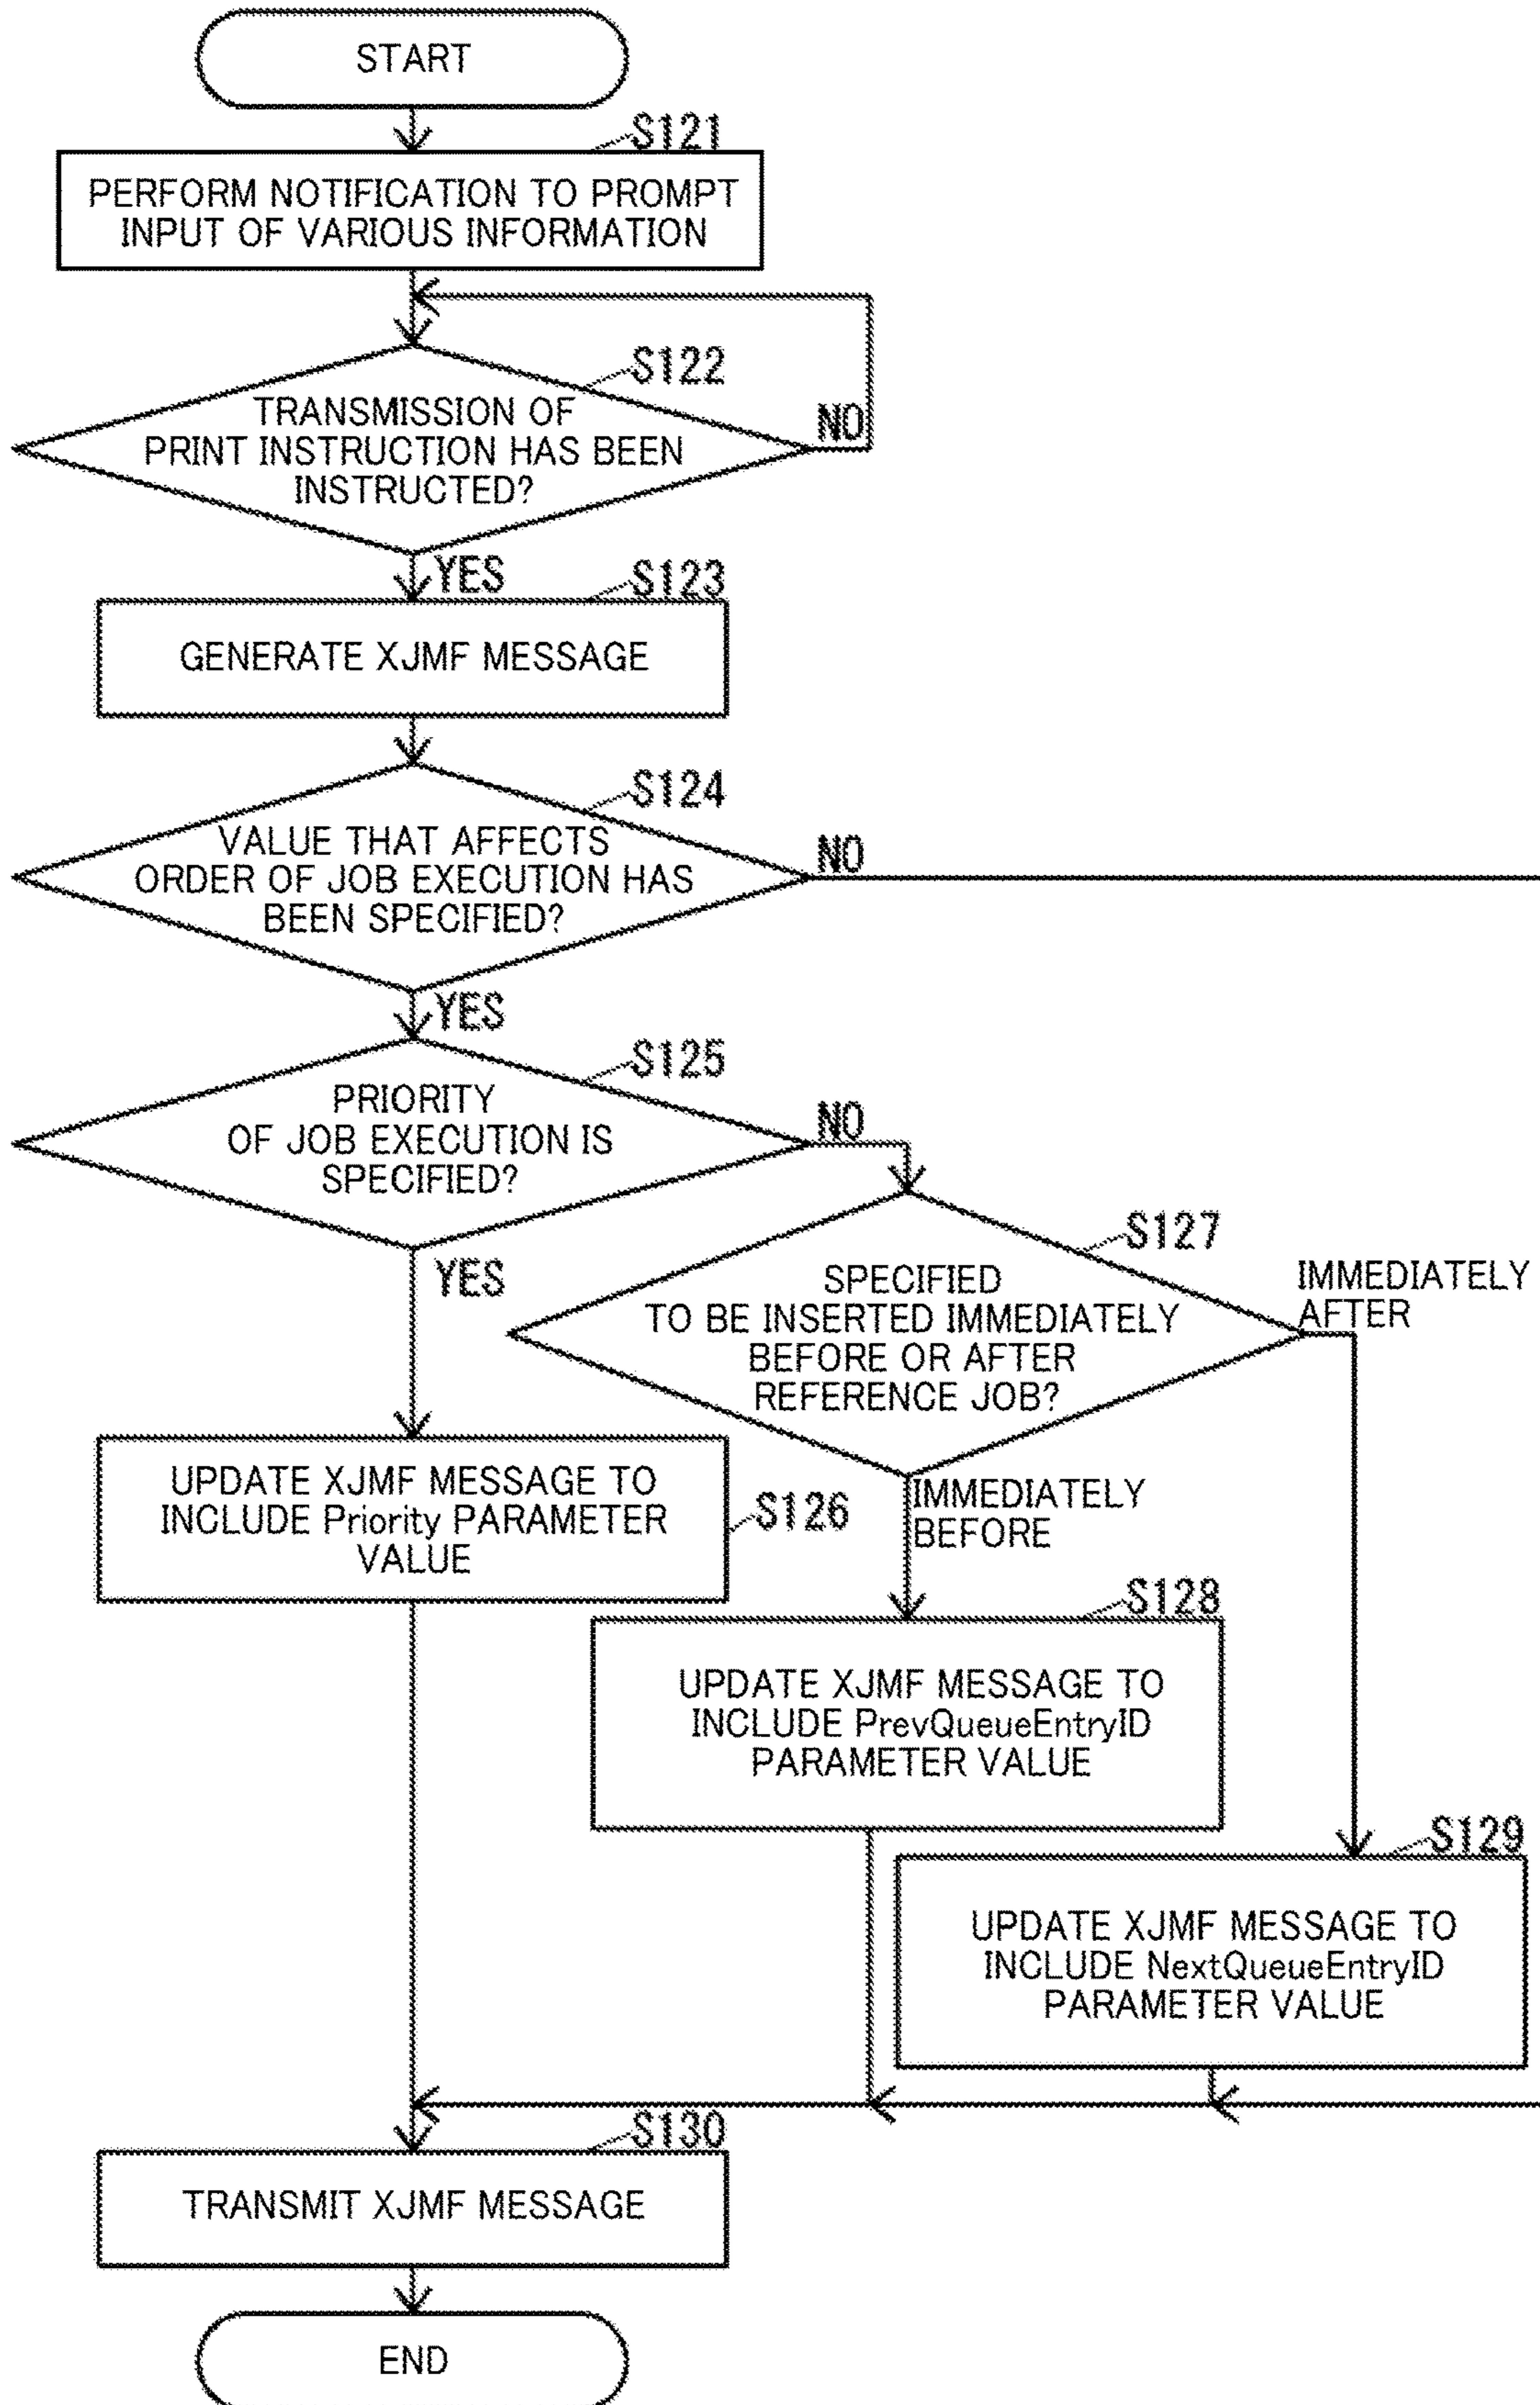 START
S121
PERFORM NOTIFICATION TO PROMPT
INPUT OF VARIOUS INFORMATION
S122
TRANSMISSION OF
PRINT INSTRUCTION HAS BEEN
INSTRUCTED?
NO
YES
S123
GENERATE XJMF MESSAGE
S124
VALUE THAT AFFECTS
ORDER OF JOB EXECUTION HAS
BEEN SPECIFIED?
NO
YES
S125
PRIORITY
OF JOB EXECUTION IS
SPECIFIED?
NO
YES
S127
SPECIFIED
TO BE INSERTED IMMEDIATELY
BEFORE OR AFTER
REFERENCE JOB?
IMMEDIATELY
AFTER
IMMEDIATELY
BEFORE
UPDATE XJMF MESSAGE TO
INCLUDE Priority PARAMETER
VALUE
S126
S128
UPDATE XJMF MESSAGE TO
INCLUDE PrevQueueEntryID
PARAMETER VALUE
S129
UPDATE XJMF MESSAGE TO
INCLUDE NextQueueEntryID
PARAMETER VALUE
S130
TRANSMIT XJMF MESSAGE
END